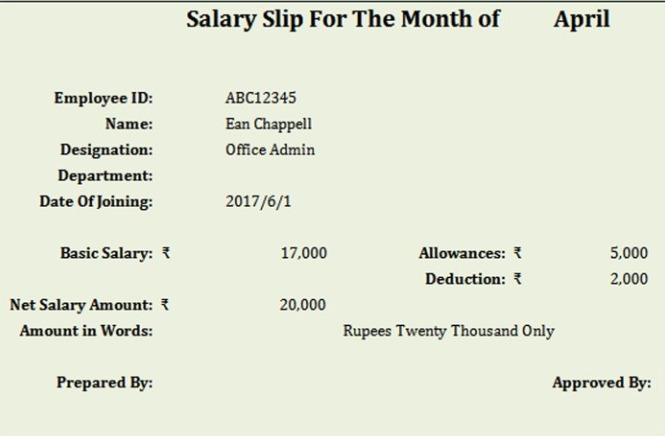 Salary Slip For The Month of April
Employee ID: ABC12345
Name: Ean Chappell
Designation: Office Admin
Department:
Date Of Joining: 2017/6/1
Basic Salary: ₹ 17,000 Allowances: ₹ 5,000
Deduction: ₹ 2,000
Net Salary Amount: ₹ 20,000
Amount in Words: Rupees Twenty Thousand Only
Prepared By: Approved By: